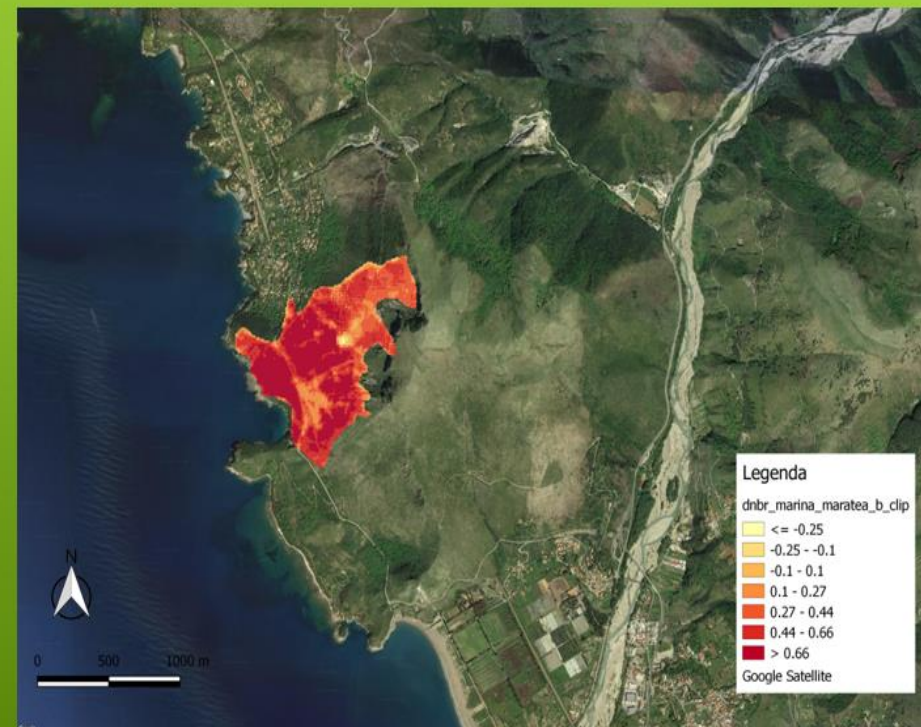 N
0 500 1000 m
Legenda
dnbr_marina_maratea_b_clip
<= -0.25
-0.25 - -0.1
-0.1 - 0.1
0.1 - 0.27
0.27 - 0.44
0.44 - 0.66
> 0.66
Google Satellite